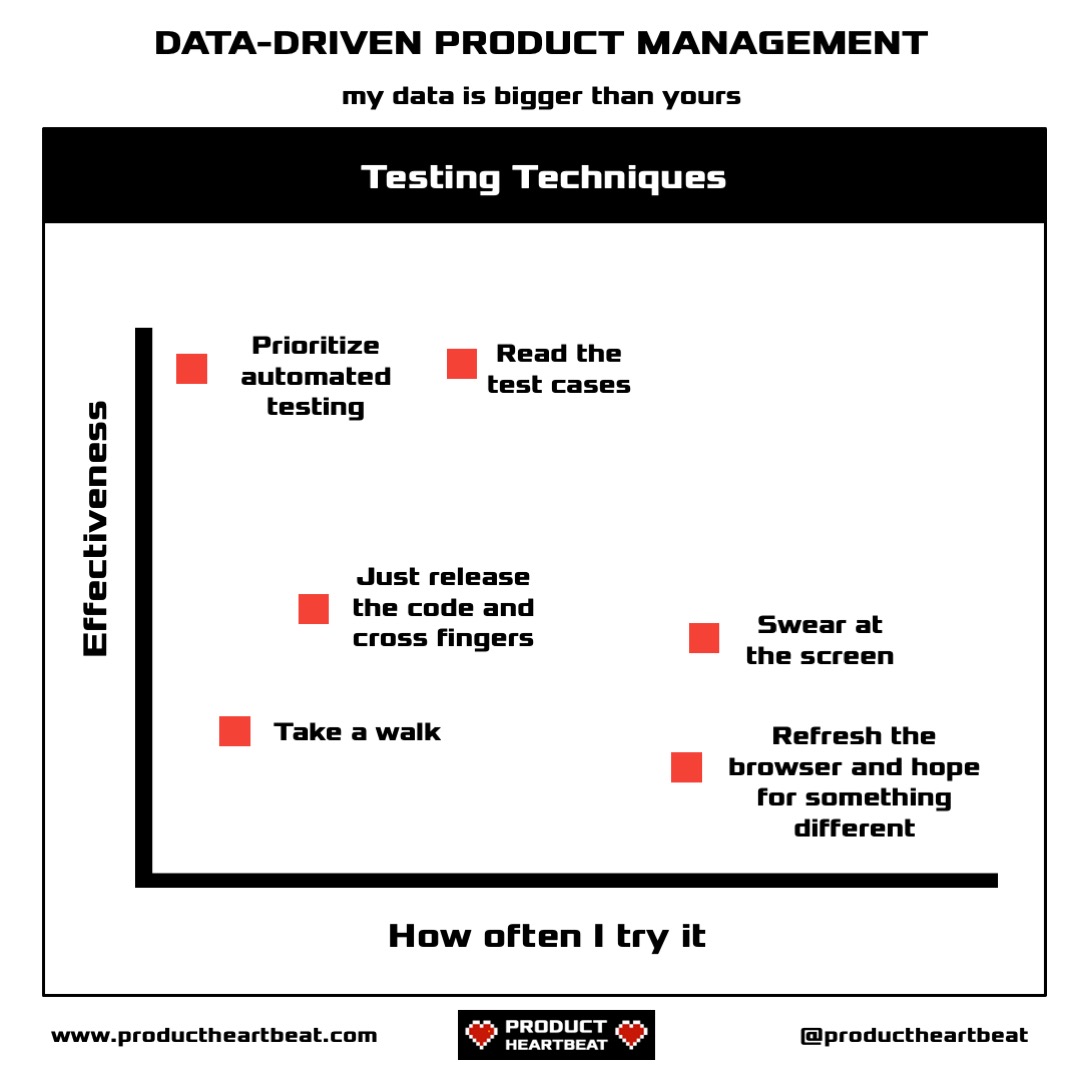 DATA-DRIVEN PRODUCT MANAGEMENT
my data is bigger than yours
Testing Techniques
Effectiveness
Prioritize
automated
testing
Read the
test cases
Just release
the code and
cross fingers
Swear at
the screen
Take a walk
Refresh the
browser and hope
for something
different
How often I try it
www.productheartbeat.com
PRODUCT
HEARTBEAT
@productheartbeat